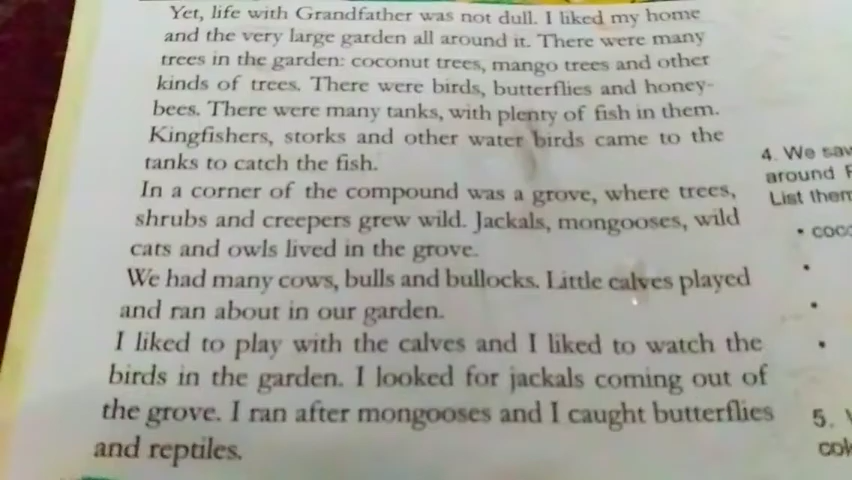 Yet, life with Grandfather was not dull. I liked my home
and the very large garden all around it. There were many
trees in the garden: coconut trees, mango trees and other
kinds of trees. There were birds, butterflies and honey-
bees. There were many tanks, with plenty of fish in them.
Kingfishers, storks and other water birds came to the
tanks to catch the fish.
In a corner of the compound was a grove, where trees,
shrubs and creepers grew wild. Jackals, mongooses, wild
cats and owls lived in the grove.
We had many cows, bulls and bullocks. Little calves played
and ran about in our garden.
I liked to play with the calves and I liked to watch the
birds in the garden. I looked for jackals coming out of
the grove. I ran after mongooses and I caught butterflies
and reptiles.
4. We
around
List
5.